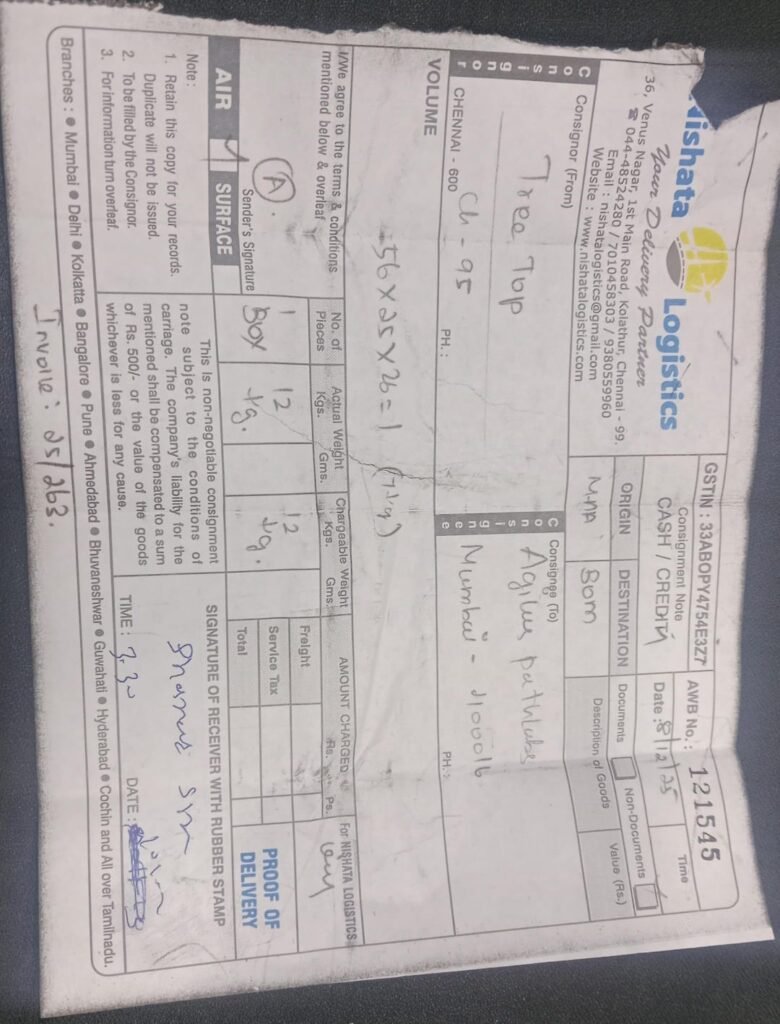 Nishata Logistics
Your Delivery Partner
36, Venus Nagar, 1st Main Road, Kolathur, Chennai - 99.
☎ 044-48524280 / 7010458303 / 9380559960
Email : nishatalogistics@gmail.com
Website : www.nishatalogistics.com
GSTIN : 33ABOPY4754E3Z7
Consignment Note
CASH / CREDIT
AWB No.: 121545
Date : 8/12/25
Time
ORIGIN
DESTINATION
MAA
BOM
Documents
Non-Documents
Description of Goods
Value (Rs.)
Consignor
Consignor (From)
Tree Top
Ch - 95
CHENNAI - 600
PH. :
Consignee
Consignee (To)
Agilus pathlabs
Mumbai - 400016
PH. :
VOLUME
56 x 25 x 26 = 1 (7kg)
I/We agree to the terms & conditions
mentioned below & overleaf
(A).
Sender's Signature
No. of
Pieces
Actual Weight
Kgs. Gms.
Chargeable Weight
Kgs. Gms.
AMOUNT CHARGED
Rs. Ps.
1
Box
12
kg.
12
kg.
Freight
Service Tax
Total
For NISHATA LOGISTICS
PROOF OF
DELIVERY
AIR
SURFACE
Note :
1. Retain this copy for your records.
Duplicate will not be issued.
2. To be filled by the Consignor.
3. For information turn overleaf.
This is non-negotiable consignment
note subject to the conditions of
carriage. The company's liability for the
mentioned shall be compensated to a sum
of Rs. 500/- or the value of the goods
whichever is less for any cause.
SIGNATURE OF RECEIVER WITH RUBBER STAMP
TIME : 3.30
DATE :
Branches : ● Mumbai ● Delhi ● Kolkatta ● Bangalore ● Pune ● Ahmedabad ● Bhuvaneshwar ● Guwahati ● Hyderabad ● Cochin and All over Tamilnadu.
Invoice : 25/263.